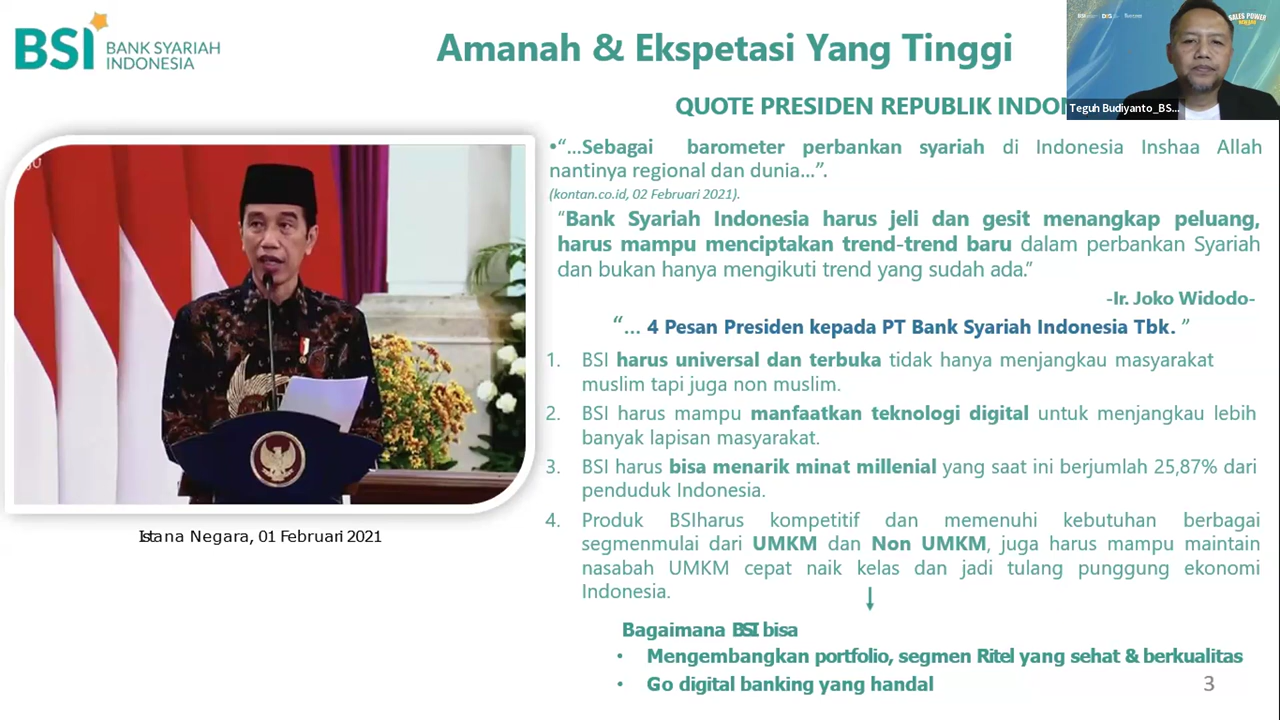 BSI BANK SYARIAH
INDONESIA
Amanah & Ekspetasi Yang Tinggi
SALES POWER
Teguh Budiyanto_BS...
QUOTE PRESIDEN REPUBLIK
•“...Sebagai barometer perbankan syariah di Indonesia Inshaa Allah
nantinya regional dan dunia...”.
(kontan.co.id, 02 Februari 2021).
“Bank Syariah Indonesia harus jeli dan gesit menangkap peluang,
harus mampu menciptakan trend-trend baru dalam perbankan Syariah
dan bukan hanya mengikuti trend yang sudah ada.”
-Ir. Joko Widodo-
“... 4 Pesan Presiden kepada PT Bank Syariah Indonesia Tbk. ”
1. BSI harus universal dan terbuka tidak hanya menjangkau masyarakat
muslim tapi juga non muslim.
2. BSI harus mampu manfaatkan teknologi digital untuk menjangkau lebih
banyak lapisan masyarakat.
3. BSI harus bisa menarik minat millenial yang saat ini berjumlah 25,87% dari
penduduk Indonesia.
4. Produk BSIharus kompetitif dan memenuhi kebutuhan berbagai
segmenmulai dari UMKM dan Non UMKM, juga harus mampu maintain
nasabah UMKM cepat naik kelas dan jadi tulang punggung ekonomi
Indonesia.
Istana Negara, 01 Februari 2021
Bagaimana BSI bisa
• Mengembangkan portfolio, segmen Ritel yang sehat & berkualitas
• Go digital banking yang handal
3